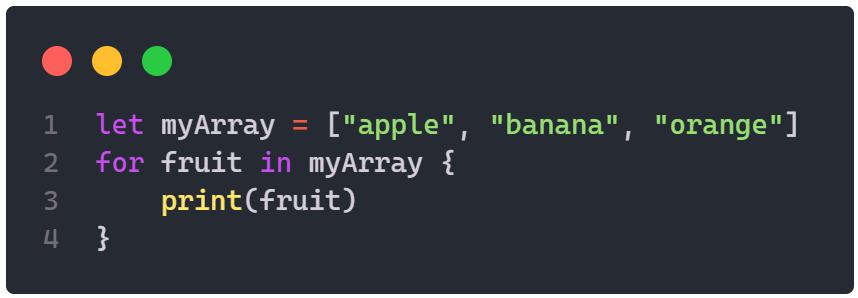 1 let myArray = ["apple", "banana", "orange"]
2 for fruit in myArray {
3     print(fruit)
4 }